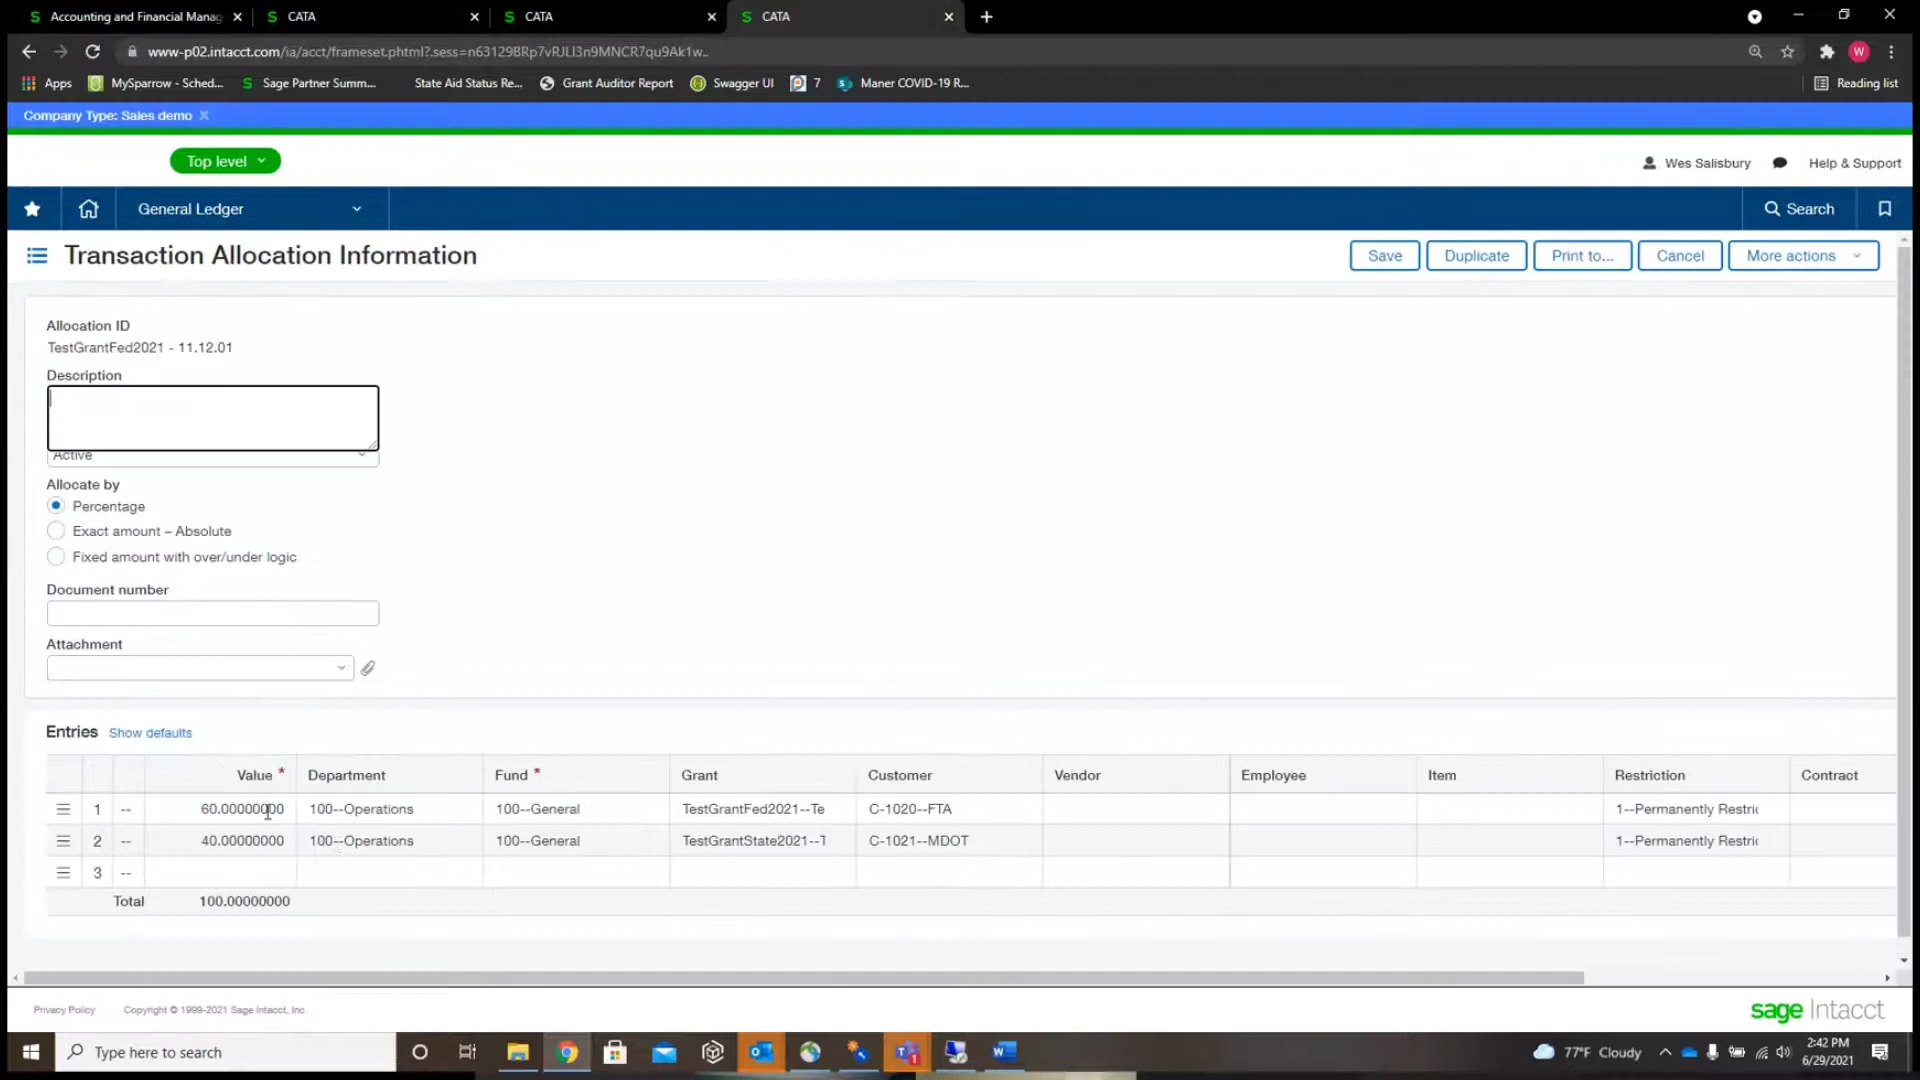 Accounting and Financial Manag
CATA
CATA
CATA
www-p02.intacct.com/ia/acct/frameset.phtml?.sess=n63129BRp7vRJLI3n9MNCR7qu9Ak1w..
W
Apps
MySparrow - Sched...
Sage Partner Summ...
State Aid Status Re...
Grant Auditor Report
Swagger UI
7
Maner COVID-19 R...
Reading list
Company Type: Sales demo
Top level
Wes Salisbury
Help & Support
General Ledger
Search
Transaction Allocation Information
Save
Duplicate
Print to...
Cancel
More actions
Allocation ID
TestGrantFed2021 - 11.12.01
Description
Active
Allocate by
Percentage
Exact amount – Absolute
Fixed amount with over/under logic
Document number
Attachment
Entries Show defaults
Value * Department Fund * Grant Customer Vendor Employee Item Restriction Contract
1 -- 60.00000000 100--Operations 100--General TestGrantFed2021--Te C-1020--FTA 1--Permanently Restric
2 -- 40.00000000 100--Operations 100--General TestGrantState2021--T C-1021--MDOT 1--Permanently Restric
3 --
Total 100.00000000
Privacy Policy
Copyright © 1999-2021 Sage Intacct, Inc.
sage Intacct
Type here to search
1
77°F Cloudy
2:42 PM
6/29/2021